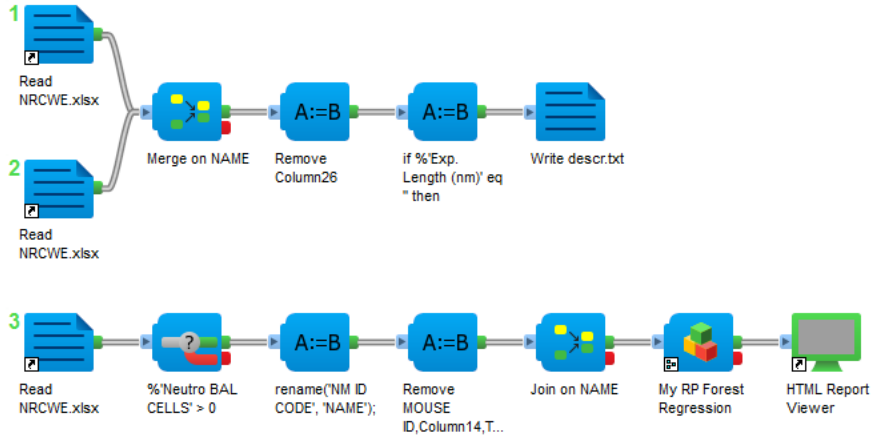 1
Read
NRCWE.xlsx
2
Read
NRCWE.xlsx
Merge on NAME
A:=B
Remove
Column26
A:=B
if %'Exp.
Length (nm)' eq
'' then
Write descr.txt
3
Read
NRCWE.xlsx
?
%'Neutro BAL
CELLS' > 0
A:=B
rename('NM ID
CODE', 'NAME');
A:=B
Remove
MOUSE
ID,Column14,T...
Join on NAME
My RP Forest
Regression
HTML Report
Viewer